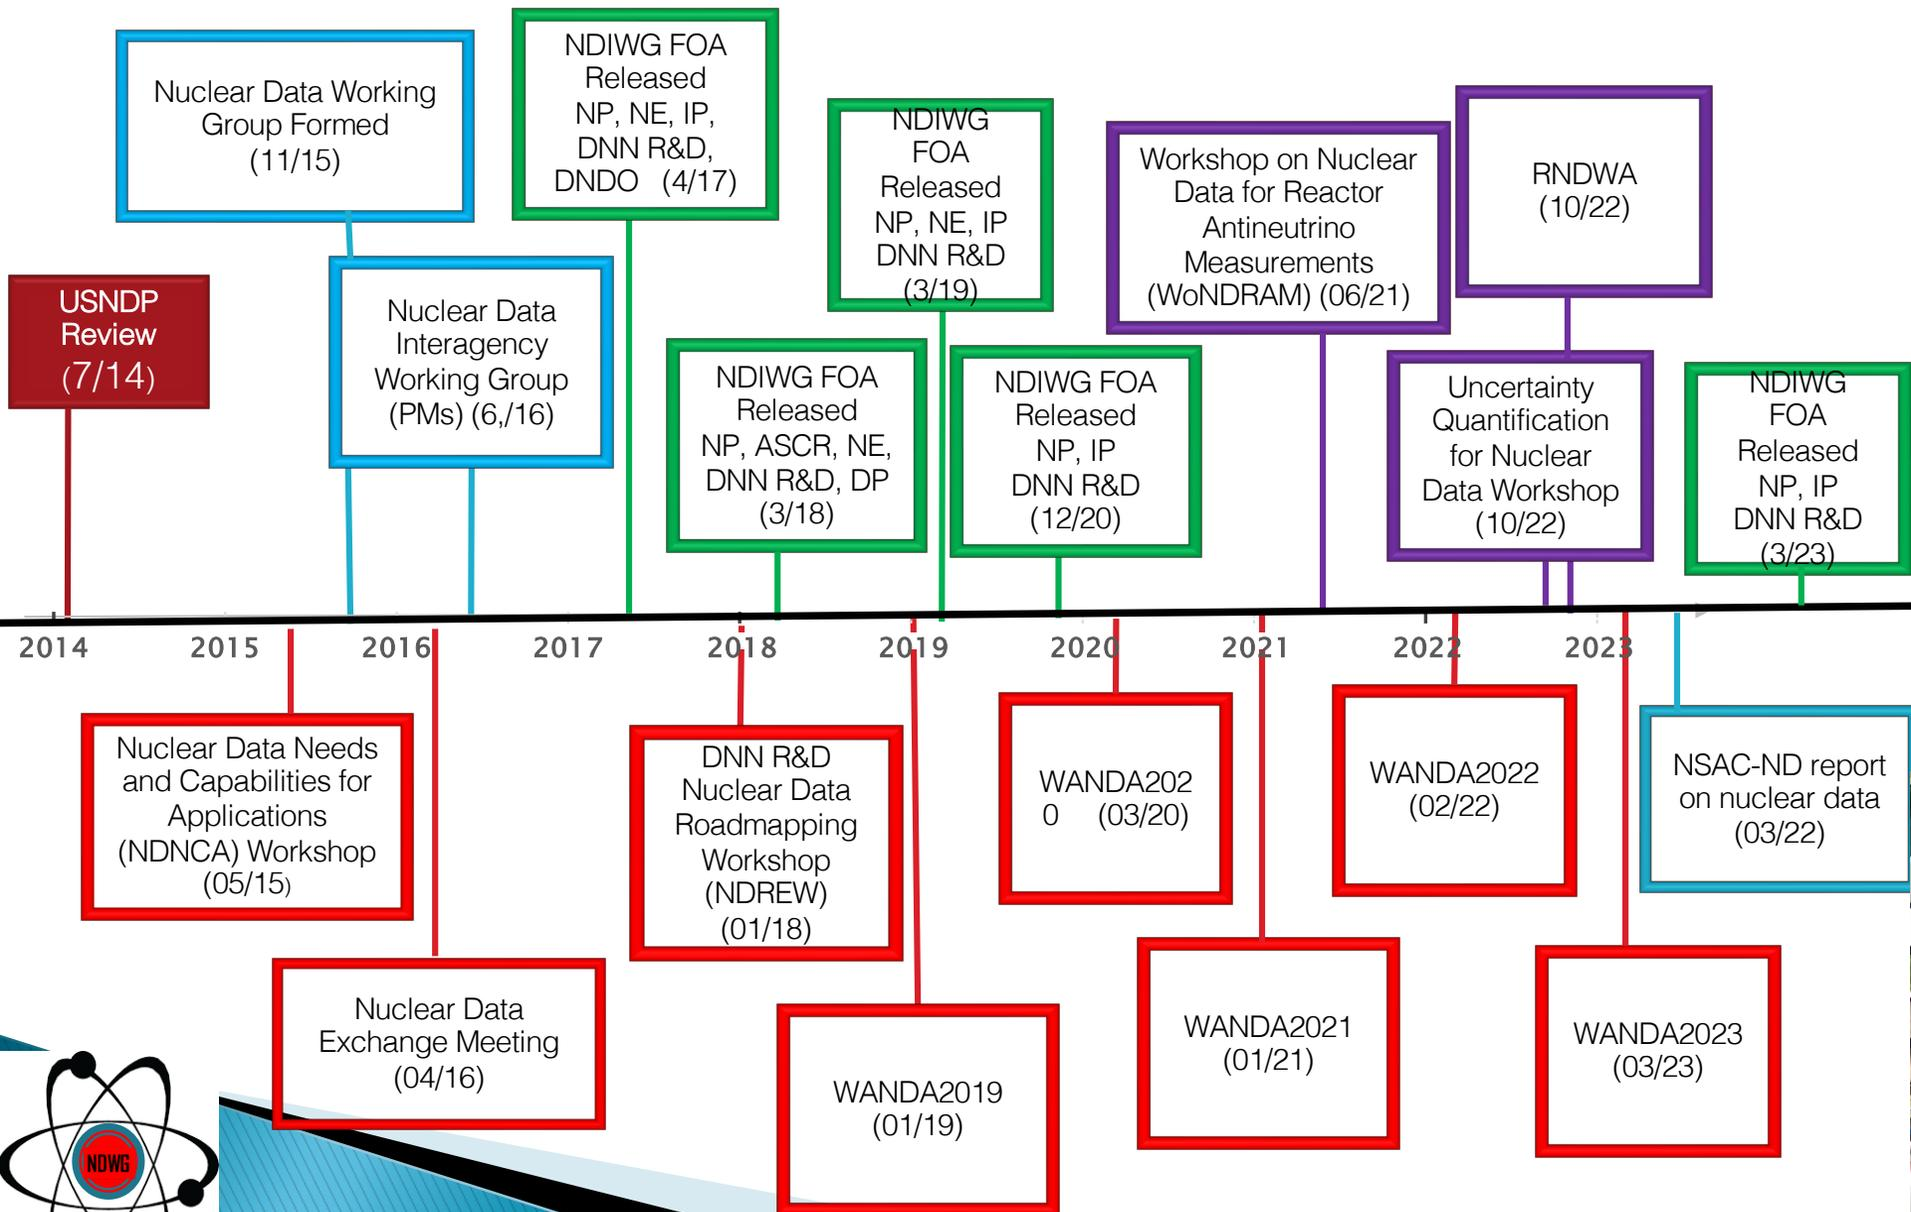 Nuclear Data Working
Group Formed
(11/15)
NDIWG FOA
Released
NP, NE, IP,
DNN R&D,
DNDO (4/17)
NDIWG
FOA
Released
NP, NE, IP
DNN R&D
(3/19)
Workshop on Nuclear
Data for Reactor
Antineutrino
Measurements
(WoNDRAM) (06/21)
RNDWA
(10/22)
USNDP
Review
(7/14)
Nuclear Data
Interagency
Working Group
(PMs) (6,/16)
NDIWG FOA
Released
NP, ASCR, NE,
DNN R&D, DP
(3/18)
NDIWG FOA
Released
NP, IP
DNN R&D
(12/20)
Uncertainty
Quantification
for Nuclear
Data Workshop
(10/22)
NDIWG
FOA
Released
NP, IP
DNN R&D
(3/23)
2014 2015 2016 2017 2018 2019 2020 2021 2022 2023
Nuclear Data Needs
and Capabilities for
Applications
(NDNCA) Workshop
(05/15)
DNN R&D
Nuclear Data
Roadmapping
Workshop
(NDREW)
(01/18)
WANDA202
0 (03/20)
WANDA2022
(02/22)
NSAC-ND report
on nuclear data
(03/22)
Nuclear Data
Exchange Meeting
(04/16)
WANDA2019
(01/19)
WANDA2021
(01/21)
WANDA2023
(03/23)
NDWG